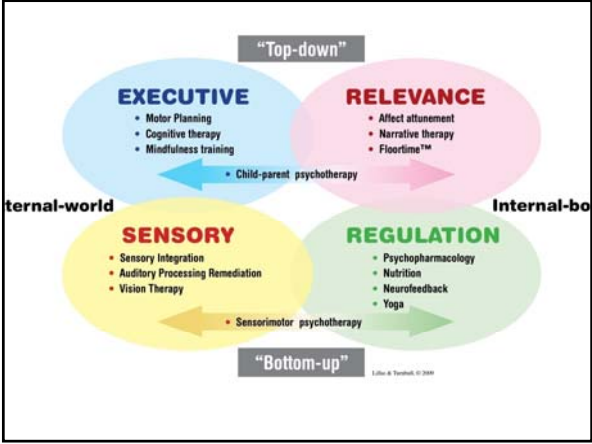 “Top-down”
EXECUTIVE
• Motor Planning
• Cognitive therapy
• Mindfulness training
RELEVANCE
• Affect attunement
• Narrative therapy
• Floortime™
• Child-parent psychotherapy
ternal-world
Internal-bo
SENSORY
• Sensory Integration
• Auditory Processing Remediation
• Vision Therapy
REGULATION
• Psychopharmacology
• Nutrition
• Neurofeedback
• Yoga
• Sensorimotor psychotherapy
“Bottom-up”
Lillas & Turnbull, © 2009